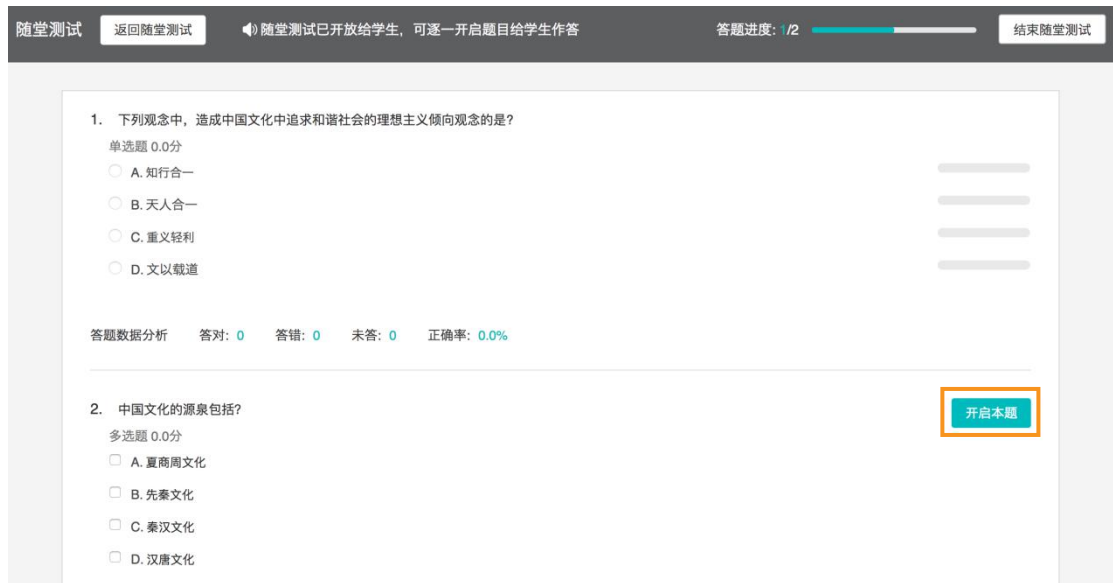 随堂测试 返回随堂测试 随堂测试已开放给学生，可逐一开启题目给学生作答 答题进度: 1/2 结束随堂测试
1. 下列观念中，造成中国文化中追求和谐社会的理想主义倾向观念的是?
单选题 0.0分
A. 知行合一
B. 天人合一
C. 重义轻利
D. 文以载道
答题数据分析 答对: 0 答错: 0 未答: 0 正确率: 0.0%
2. 中国文化的源泉包括? 开启本题
多选题 0.0分
A. 夏商周文化
B. 先秦文化
C. 秦汉文化
D. 汉唐文化